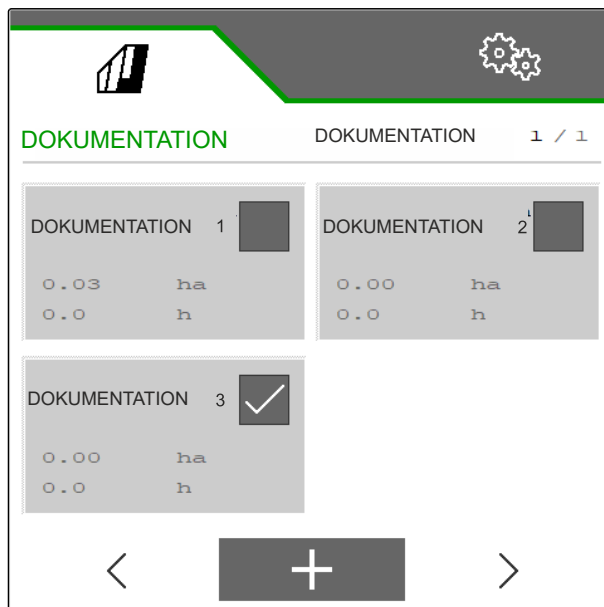 DOKUMENTATION DOKUMENTATION 1 / 1
DOKUMENTATION 1
0.03 ha
0.0 h
DOKUMENTATION 2
0.00 ha
0.0 h
DOKUMENTATION 3
0.00 ha
0.0 h